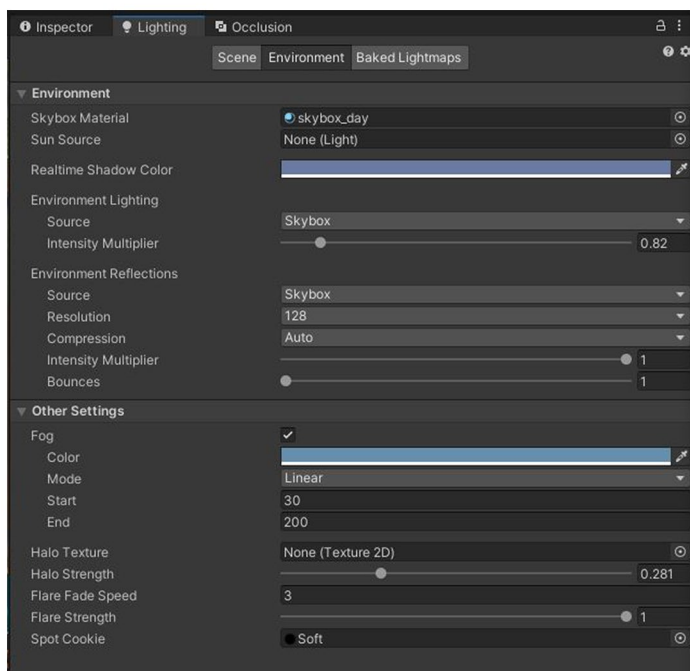 Inspector Lighting Occlusion
Scene Environment Baked Lightmaps
Environment
Skybox Material skybox_day
Sun Source None (Light)
Realtime Shadow Color
Environment Lighting
Source Skybox
Intensity Multiplier 0.82
Environment Reflections
Source Skybox
Resolution 128
Compression Auto
Intensity Multiplier 1
Bounces 1
Other Settings
Fog
Color
Mode Linear
Start 30
End 200
Halo Texture None (Texture 2D)
Halo Strength 0.281
Flare Fade Speed 3
Flare Strength 1
Spot Cookie Soft